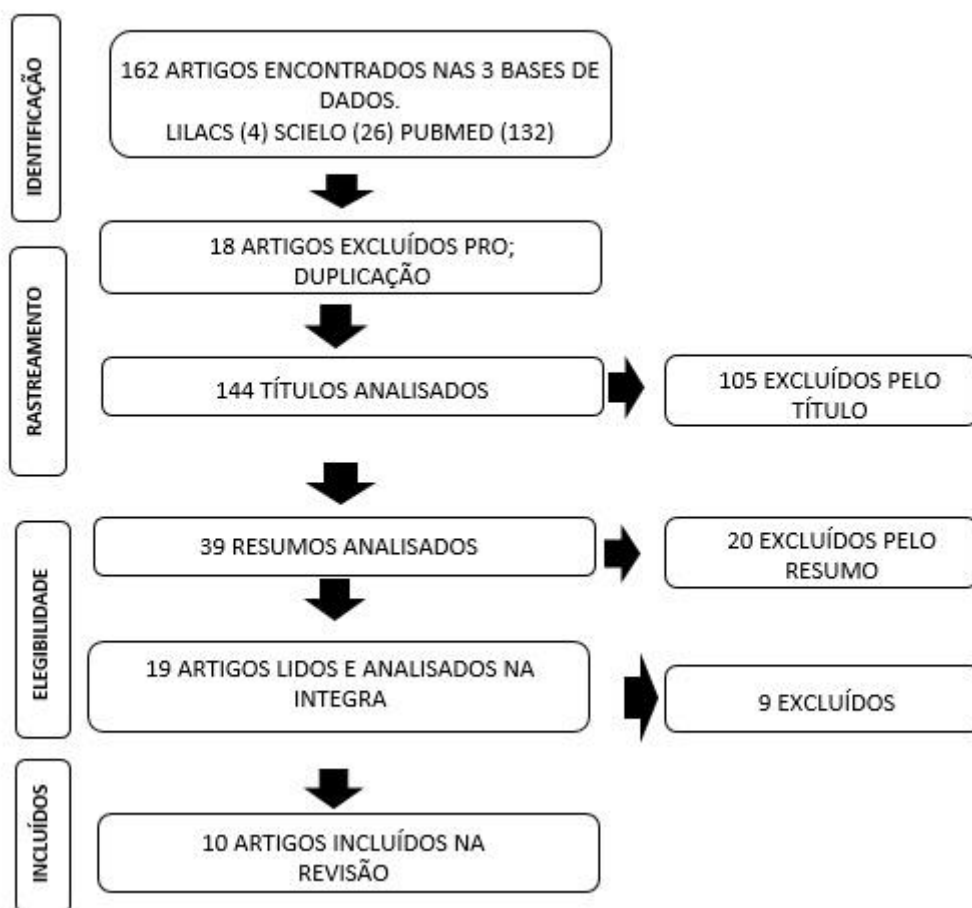 IDENTIFICAÇÃO
162 ARTIGOS ENCONTRADOS NAS 3 BASES DE
DADOS.
LILACS (4) SCIELO (26) PUBMED (132)
RASTREAMENTO
18 ARTIGOS EXCLUÍDOS PRO;
DUPLICAÇÃO
144 TÍTULOS ANALISADOS
105 EXCLUÍDOS PELO
TÍTULO
ELEGIBILIDADE
39 RESUMOS ANALISADOS
20 EXCLUÍDOS PELO
RESUMO
19 ARTIGOS LIDOS E ANALISADOS NA
INTEGRA
9 EXCLUÍDOS
INCLUÍDOS
10 ARTIGOS INCLUÍDOS NA
REVISÃO